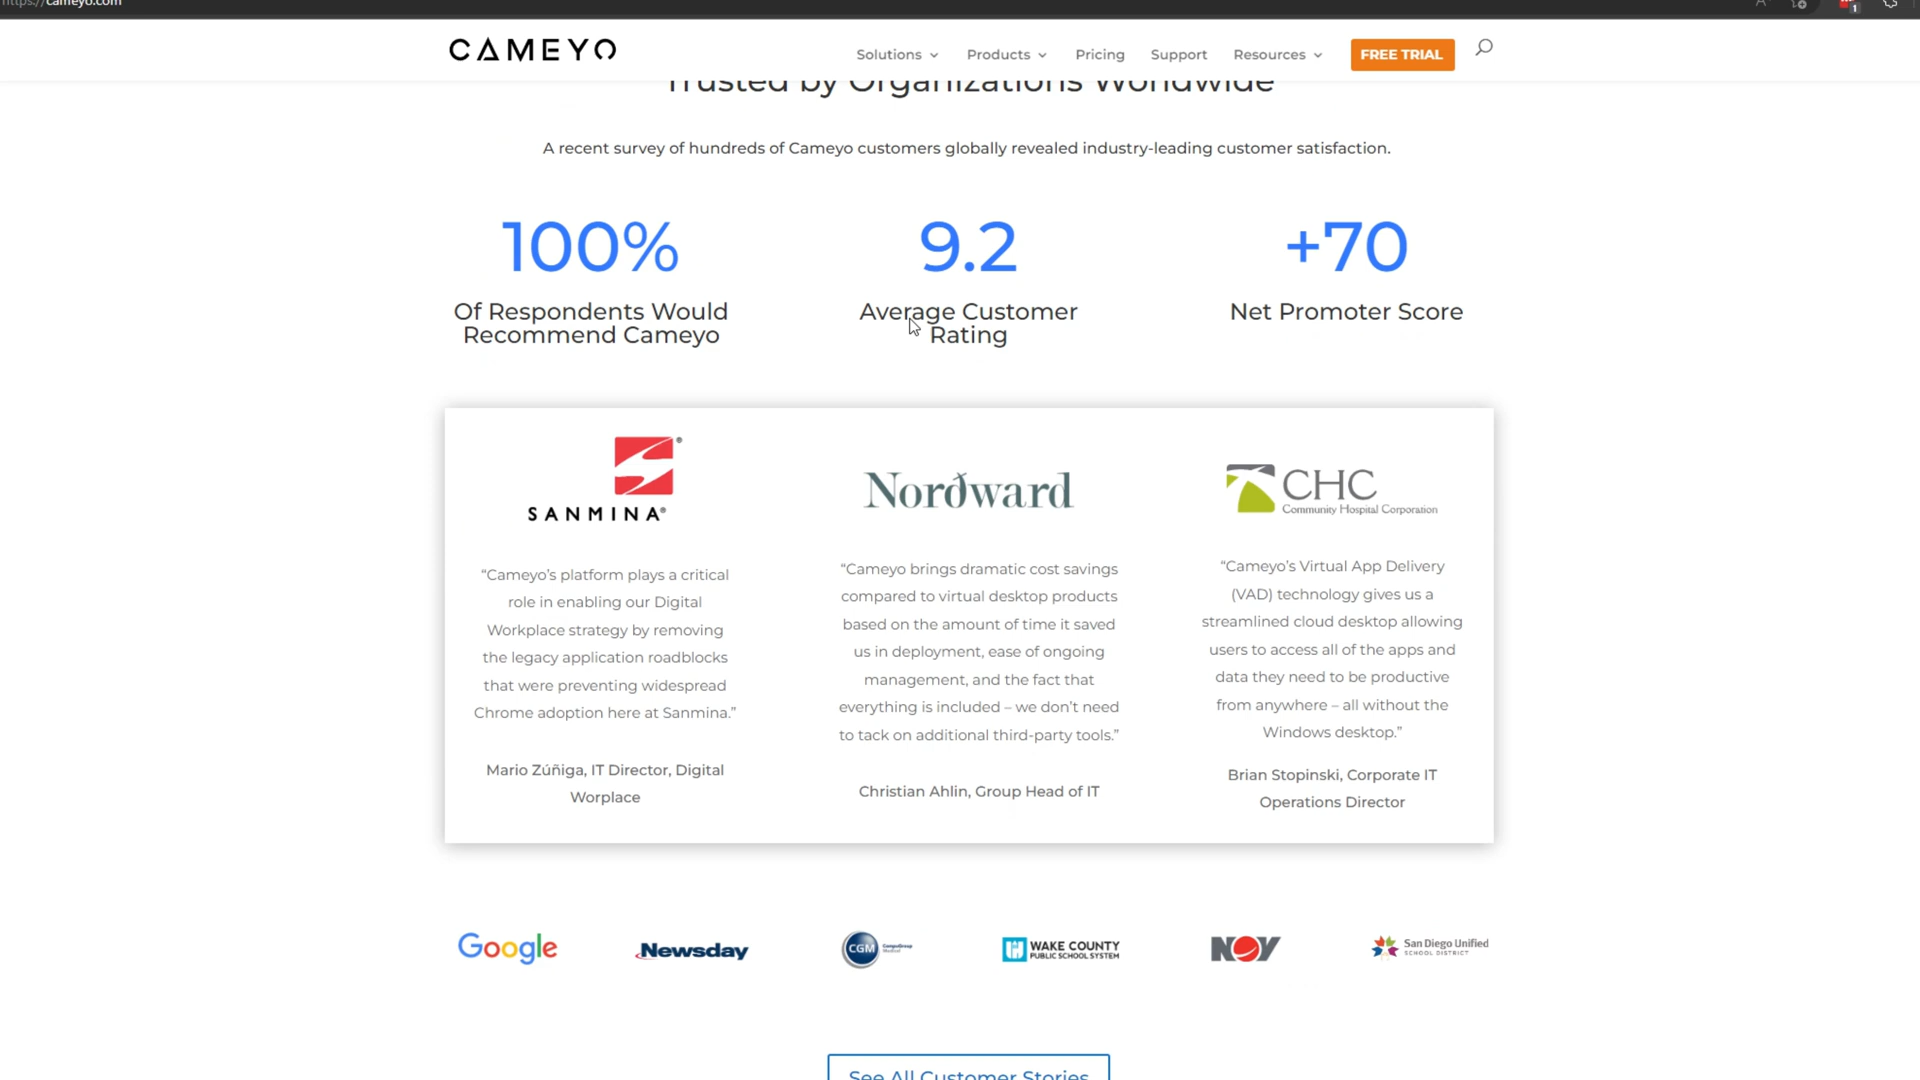 https://cameyo.com
1
CAMEYO
Solutions
Products
Pricing
Support
Resources
FREE TRIAL
Trusted by Organizations Worldwide
A recent survey of hundreds of Cameyo customers globally revealed industry-leading customer satisfaction.
100%
Of Respondents Would
Recommend Cameyo
9.2
Average Customer
Rating
+70
Net Promoter Score
SANMINA®
“Cameyo’s platform plays a critical
role in enabling our Digital
Workplace strategy by removing
the legacy application roadblocks
that were preventing widespread
Chrome adoption here at Sanmina.”
Mario Zúñiga, IT Director, Digital
Worplace
Nordward
“Cameyo brings dramatic cost savings
compared to virtual desktop products
based on the amount of time it saved
us in deployment, ease of ongoing
management, and the fact that
everything is included – we don’t need
to tack on additional third-party tools.”
Christian Ahlin, Group Head of IT
CHC
Community Hospital Corporation
“Cameyo’s Virtual App Delivery
(VAD) technology gives us a
streamlined cloud desktop allowing
users to access all of the apps and
data they need to be productive
from anywhere – all without the
Windows desktop.”
Brian Stopinski, Corporate IT
Operations Director
Google
Newsday
CGM
CompuGroup
Medical
WAKE COUNTY
PUBLIC SCHOOL SYSTEM
NOV
San Diego Unified
SCHOOL DISTRICT
See All Customer Stories